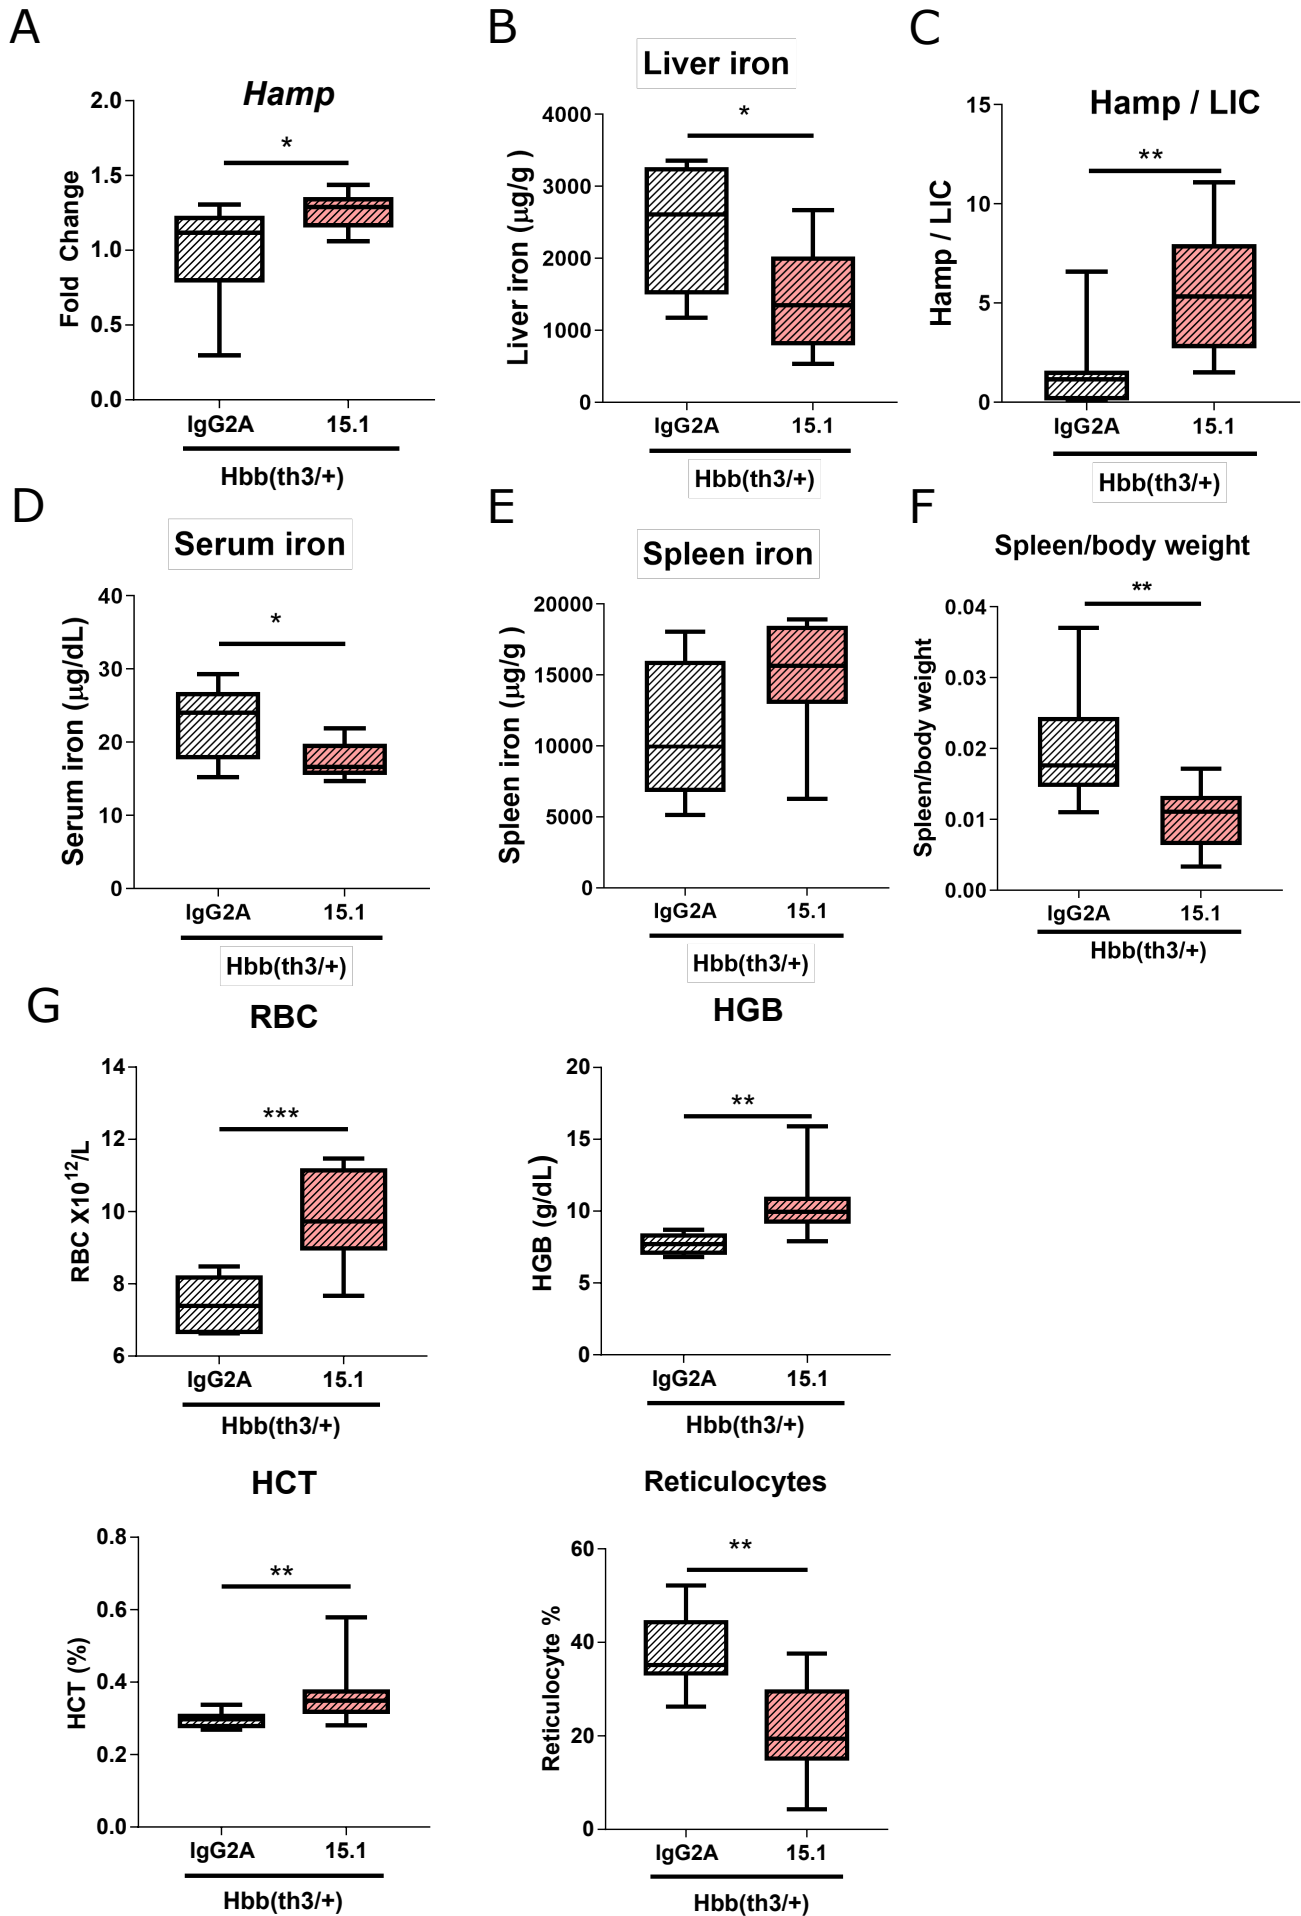 A
Hamp
Fold Change
2.0
1.5
1.0
0.5
0.0
*
IgG2A
15.1
Hbb(th3/+)
B
Liver iron
Liver iron (µg/g )
4000
3000
2000
1000
0
*
IgG2A
15.1
Hbb(th3/+)
C
Hamp / LIC
Hamp / LIC
15
10
5
0
**
IgG2A
15.1
Hbb(th3/+)
D
Serum iron
Serum iron (µg/dL)
40
30
20
10
0
*
IgG2A
15.1
Hbb(th3/+)
E
Spleen iron
Spleen iron (µg/g )
20000
15000
10000
5000
0
IgG2A
15.1
Hbb(th3/+)
F
Spleen/body weight
Spleen/body weight
0.04
0.03
0.02
0.01
0.00
**
IgG2A
15.1
Hbb(th3/+)
G
RBC
RBC X10¹²/L
14
12
10
8
6
***
IgG2A
15.1
Hbb(th3/+)
HGB
HGB (g/dL)
20
15
10
5
0
**
IgG2A
15.1
Hbb(th3/+)
HCT
HCT (%)
0.8
0.6
0.4
0.2
0.0
**
IgG2A
15.1
Hbb(th3/+)
Reticulocytes
Reticulocyte %
60
40
20
0
**
IgG2A
15.1
Hbb(th3/+)